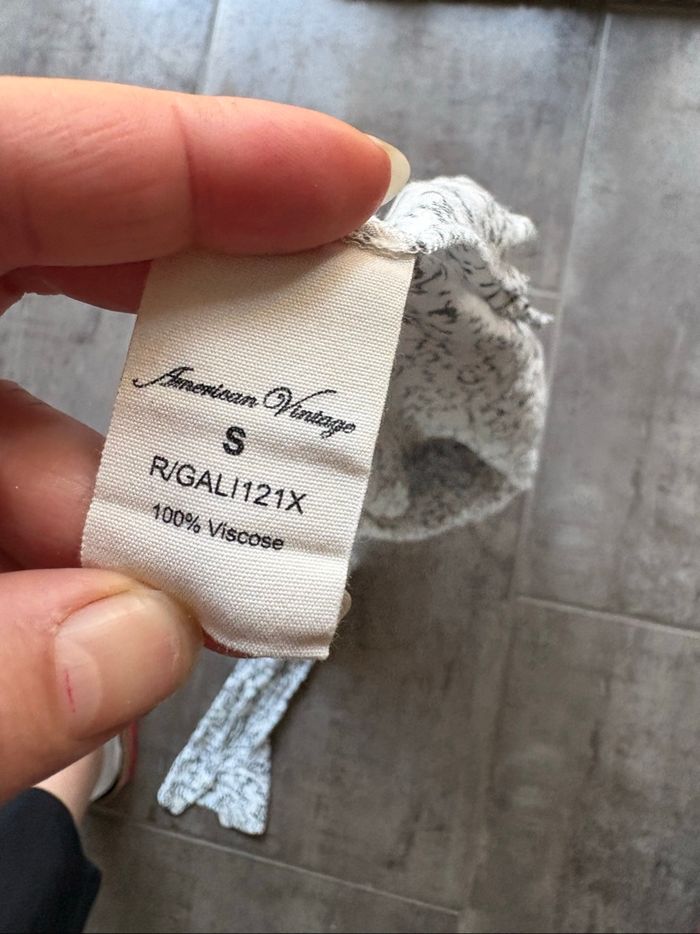 American Vintage
S
R/GALI121X
100% Viscose